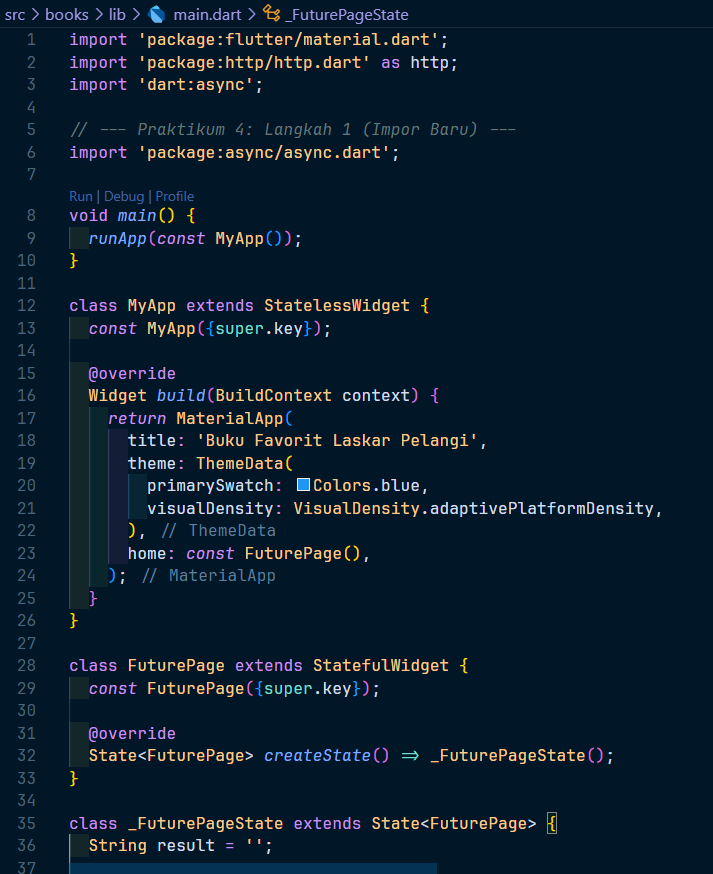 src > books > lib > main.dart > _FuturePageState
1 import 'package:flutter/material.dart';
2 import 'package:http/http.dart' as http;
3 import 'dart:async';
4
5 // --- Praktikum 4: Langkah 1 (Impor Baru) ---
6 import 'package:async/async.dart';
7
Run | Debug | Profile
8 void main() {
9   runApp(const MyApp());
10 }
11
12 class MyApp extends StatelessWidget {
13   const MyApp({super.key});
14
15   @override
16   Widget build(BuildContext context) {
17     return MaterialApp(
18       title: 'Buku Favorit Laskar Pelangi',
19       theme: ThemeData(
20         primarySwatch: Colors.blue,
21         visualDensity: VisualDensity.adaptivePlatformDensity,
22       ), // ThemeData
23       home: const FuturePage(),
24     ); // MaterialApp
25   }
26 }
27
28 class FuturePage extends StatefulWidget {
29   const FuturePage({super.key});
30
31   @override
32   State<FuturePage> createState() => _FuturePageState();
33 }
34
35 class _FuturePageState extends State<FuturePage> {
36   String result = '';
37